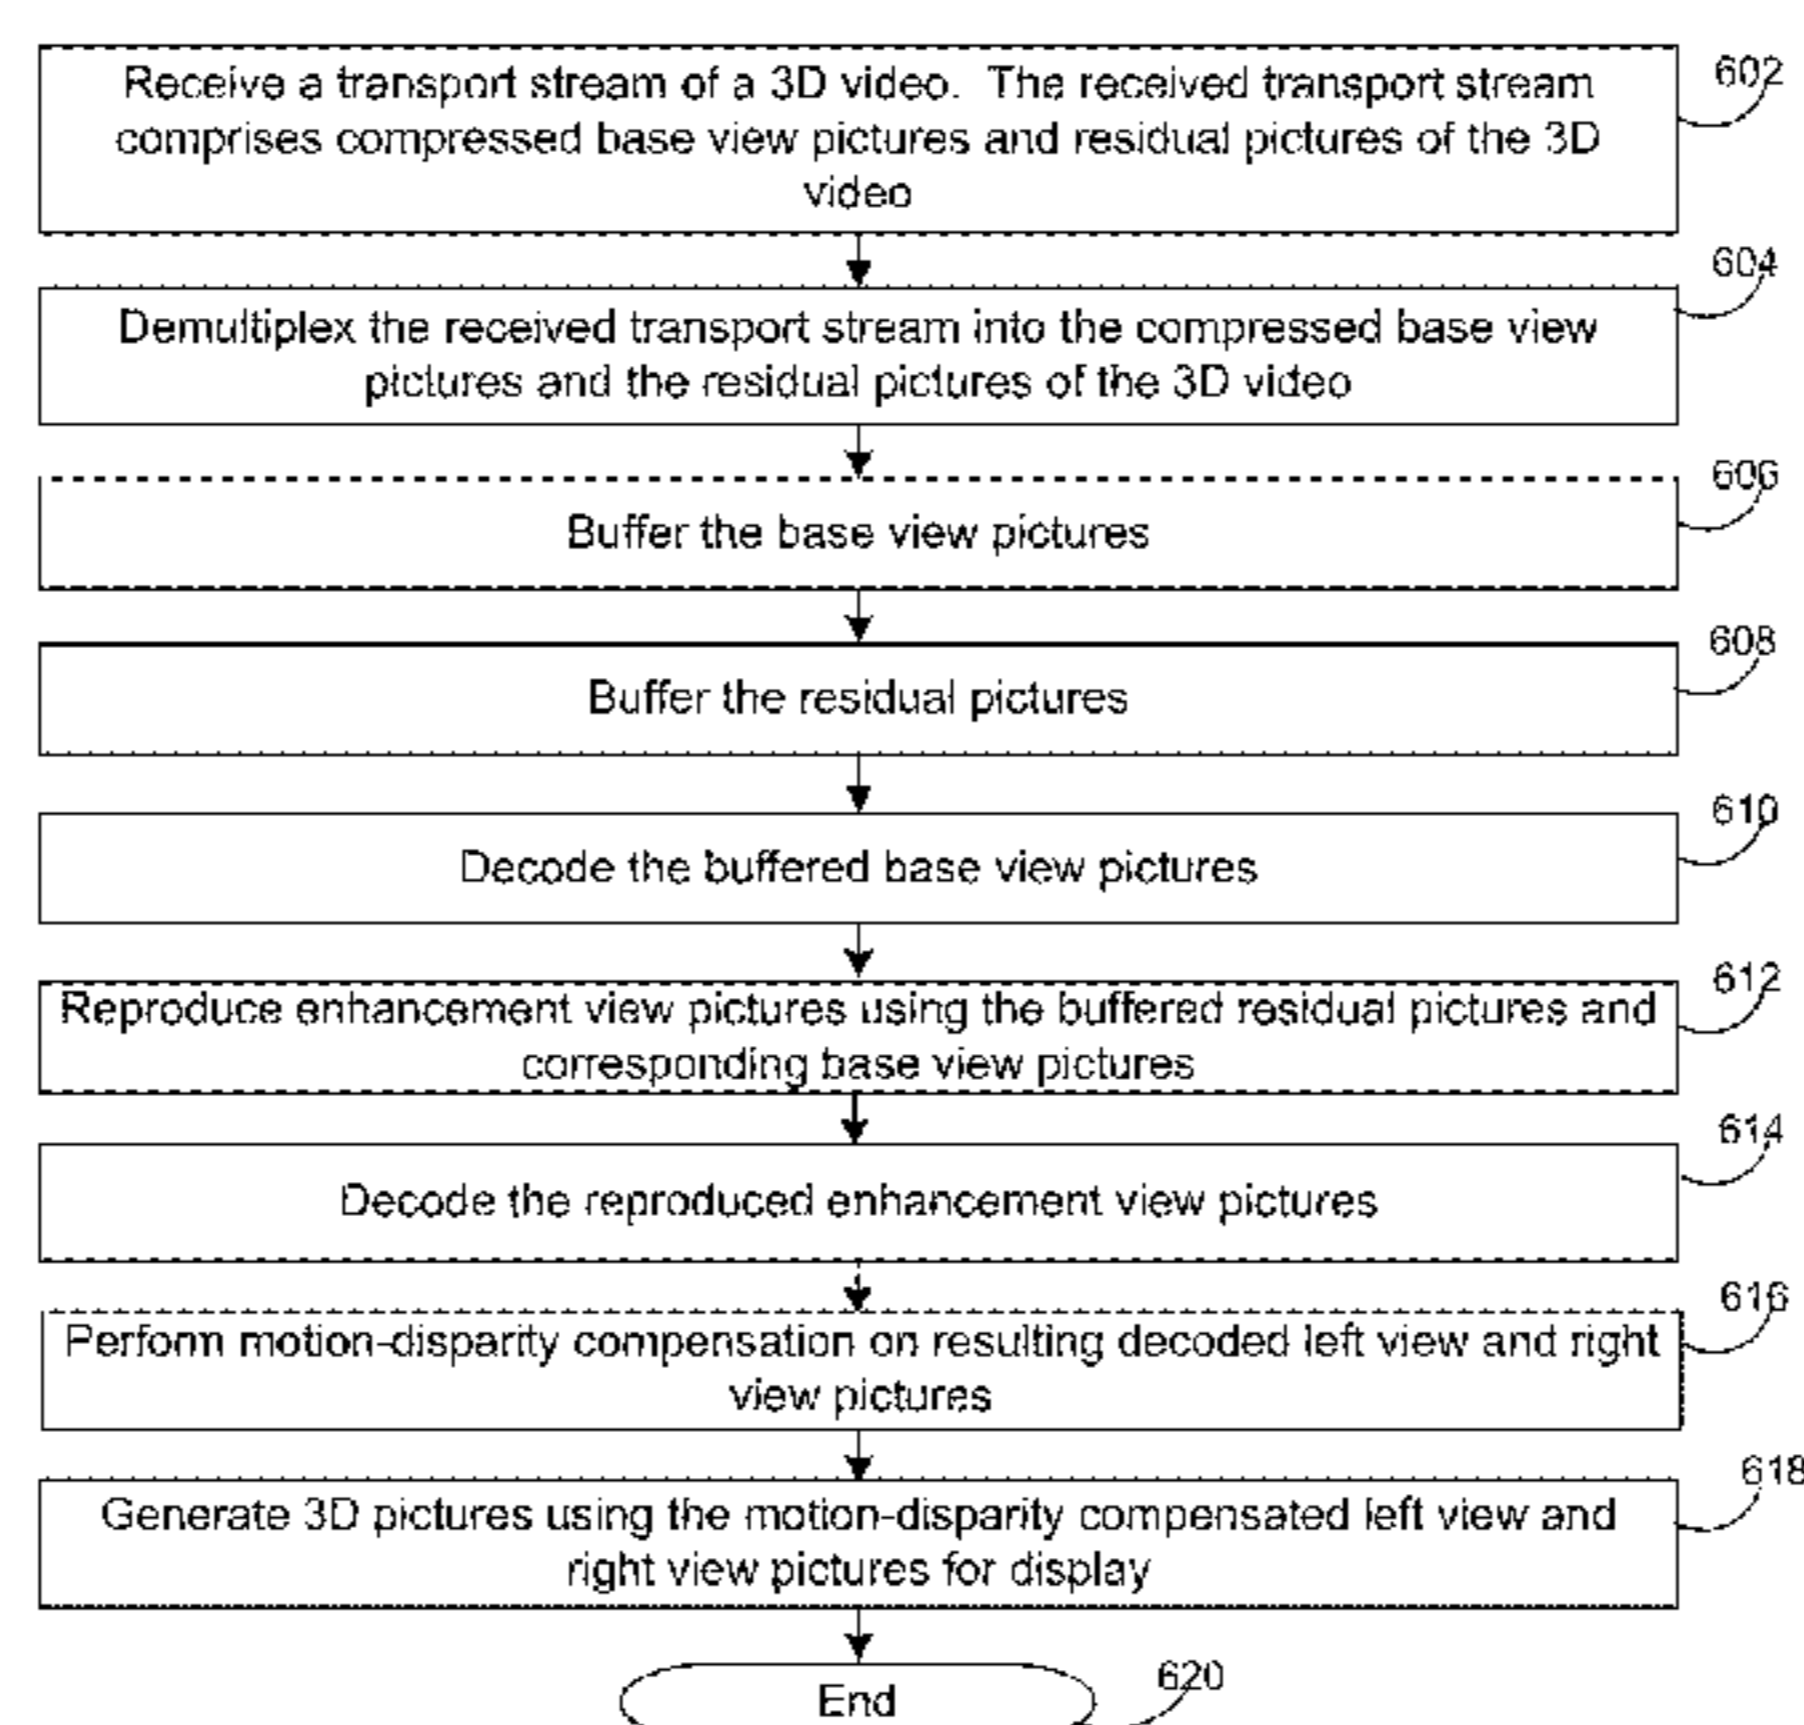 Receive a transport stream of a 3D video. The received transport stream
comprises compressed base view pictures and residual pictures of the 3D
video
602
604
Demultiplex the received transport stream into the compressed base view
pictures and the residual pictures of the 3D video
606
Buffer the base view pictures
608
Buffer the residual pictures
610
Decode the buffered base view pictures
612
Reproduce enhancement view pictures using the buffered residual pictures and
corresponding base view pictures
614
Decode the reproduced enhancement view pictures
616
Perform motion-disparity compensation on resulting decoded left view and right
view pictures
618
Generate 3D pictures using the motion-disparity compensated left view and
right view pictures for display
620
End